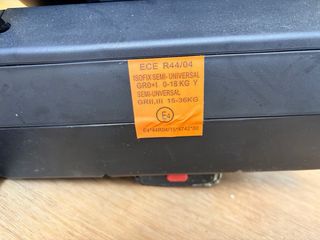 ECE R44/04
ISOFIX SEMI- UNIVERSAL
GR0+I 0-18 KG Y
SEMI-UNIVERSAL
GRII,III 15-36KG
E4